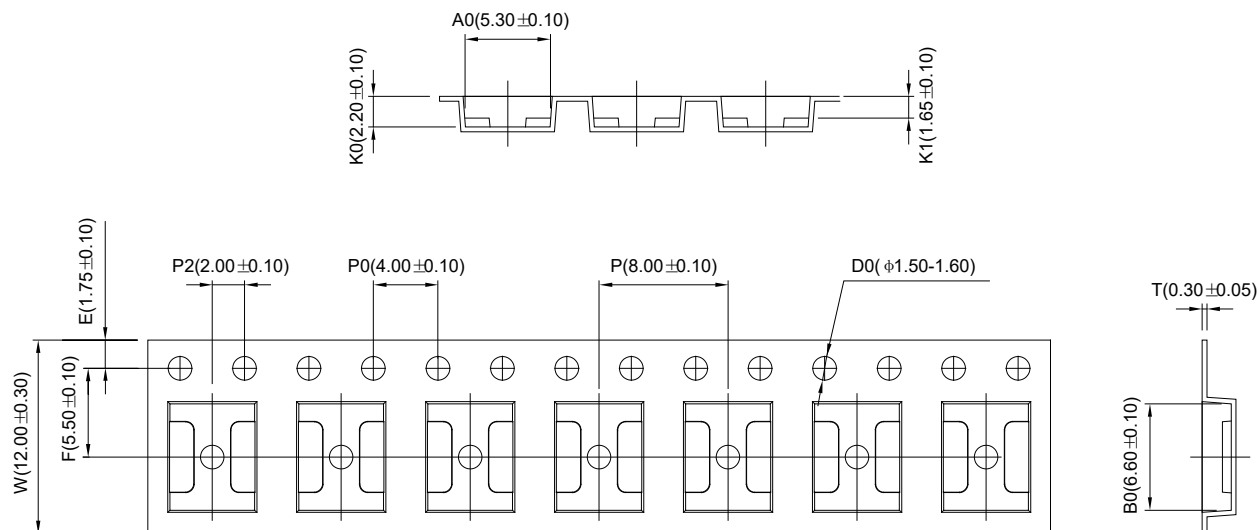 A0(5.30±0.10)
K0(2.20±0.10)
K1(1.65±0.10)
E(1.75±0.10)
P2(2.00±0.10)
P0(4.00±0.10)
P(8.00±0.10)
D0(ϕ1.50-1.60)
T(0.30±0.05)
W(12.00±0.30)
F(5.50±0.10)
B0(6.60±0.10)